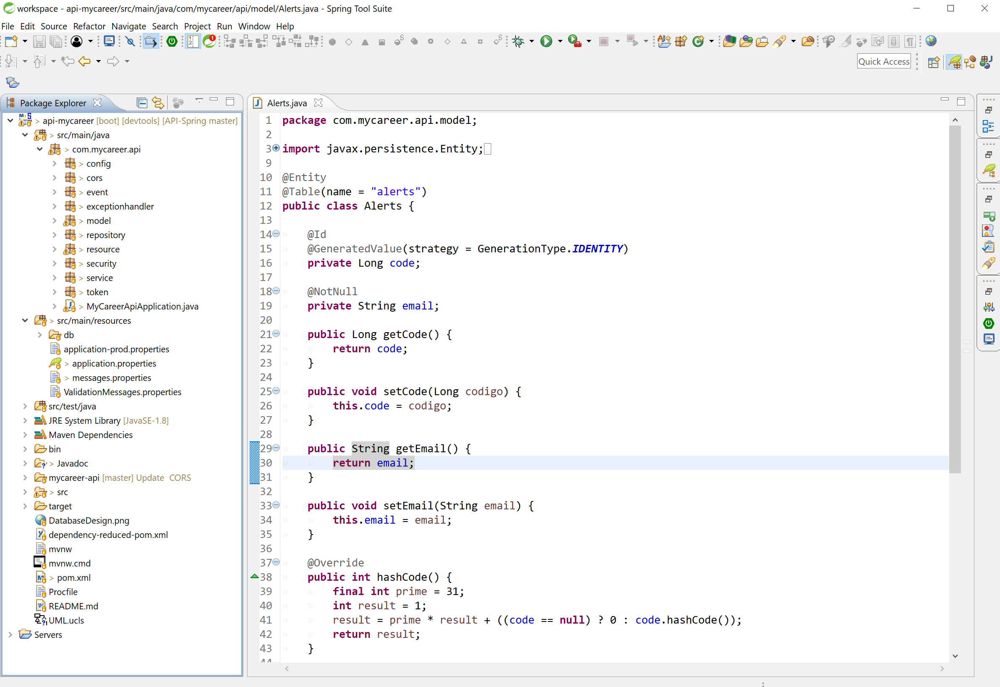 workspace - api-mycareer/src/main/java/com/mycareer/api/model/Alerts.java - Spring Tool Suite
File Edit Source Refactor Navigate Search Project Run Window Help
1
Quick Access
Package Explorer
> api-mycareer [boot] [devtools] [API-Spring master]
> src/main/java
> com.mycareer.api
> config
> cors
> event
> exceptionhandler
> model
> repository
> resource
> security
> service
> token
> MyCareerApiApplication.java
> src/main/resources
db
application-prod.properties
> application.properties
> messages.properties
ValidationMessages.properties
src/test/java
JRE System Library [JavaSE-1.8]
Maven Dependencies
bin
> Javadoc
mycareer-api [master] Update CORS
> src
target
DatabaseDesign.png
dependency-reduced-pom.xml
mvnw
mvnw.cmd
> pom.xml
Procfile
README.md
UML.ucls
Servers
Alerts.java
1 package com.mycareer.api.model;
2
3 import javax.persistence.Entity;
9
10 @Entity
11 @Table(name = "alerts")
12 public class Alerts {
13
14 @Id
15 @GeneratedValue(strategy = GenerationType.IDENTITY)
16 private Long code;
17
18 @NotNull
19 private String email;
20
21 public Long getCode() {
22 return code;
23 }
24
25 public void setCode(Long codigo) {
26 this.code = codigo;
27 }
28
29 public String getEmail() {
30 return email;
31 }
32
33 public void setEmail(String email) {
34 this.email = email;
35 }
36
37 @Override
38 public int hashCode() {
39 final int prime = 31;
40 int result = 1;
41 result = prime * result + ((code == null) ? 0 : code.hashCode());
42 return result;
43 }
44